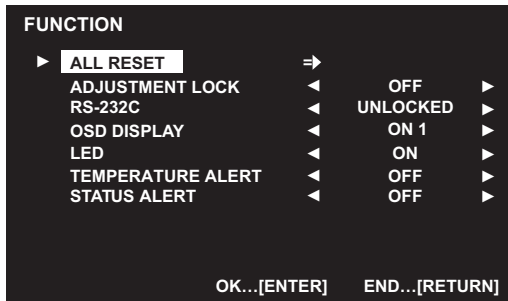 FUNCTION
ALL RESET
ADJUSTMENT LOCK OFF
RS-232C UNLOCKED
OSD DISPLAY ON 1
LED ON
TEMPERATURE ALERT OFF
STATUS ALERT OFF
OK…[ENTER] END…[RETURN]